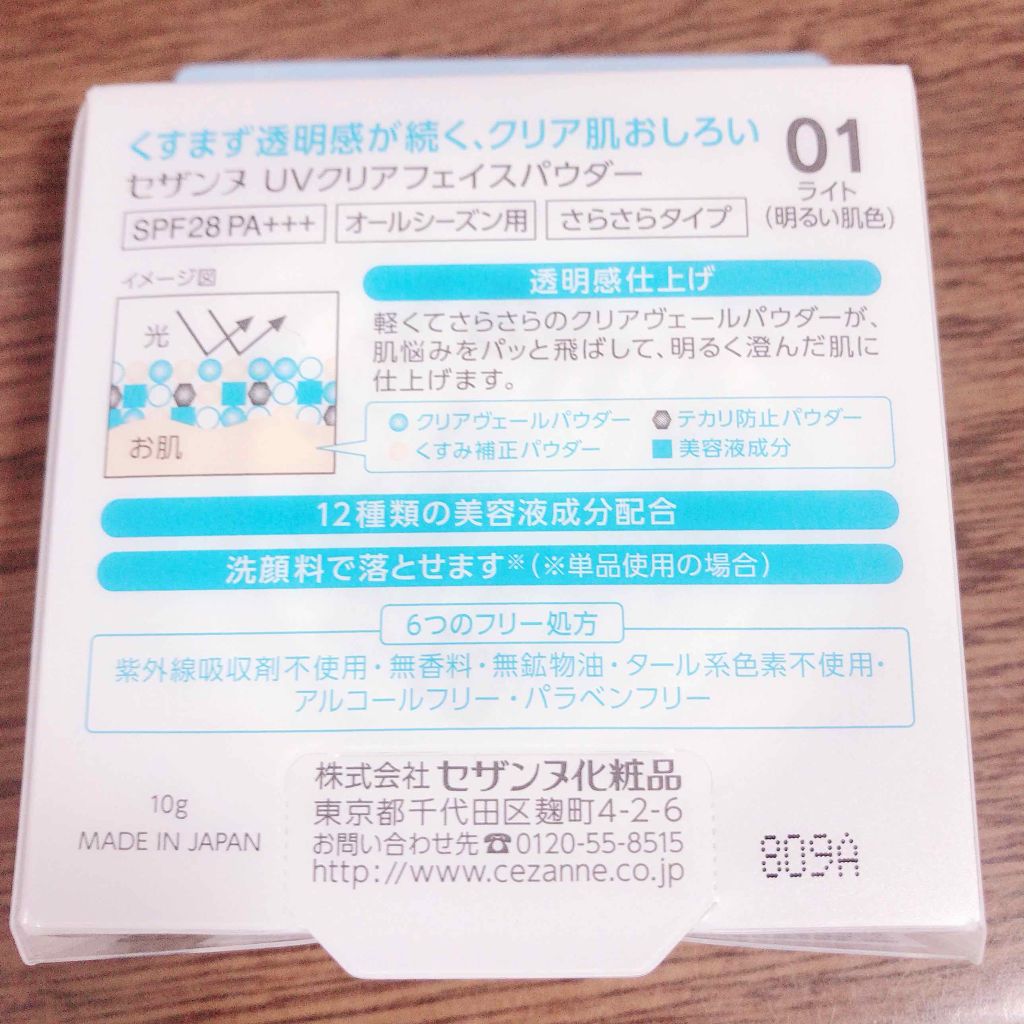 くすまず透明感が続く、クリア肌おしろい
セザンヌ UVクリアフェイスパウダー
01
ライト
(明るい肌色)
SPF28 PA+++
オールシーズン用
さらさらタイプ
イメージ図
光
お肌
透明感仕上げ
軽くてさらさらのクリアヴェールパウダーが、
肌悩みをパッと飛ばして、明るく澄んだ肌に
仕上げます。
クリアヴェールパウダー
テカリ防止パウダー
くすみ補正パウダー
美容液成分
12種類の美容液成分配合
洗顔料で落とせます※(※単品使用の場合)
6つのフリー処方
紫外線吸収剤不使用・無香料・無鉱物油・タール系色素不使用・
アルコールフリー・パラベンフリー
10g
MADE IN JAPAN
株式会社 セザンヌ化粧品
東京都千代田区麹町4-2-6
お問い合わせ先☎0120-55-8515
http://www.cezanne.co.jp
809A